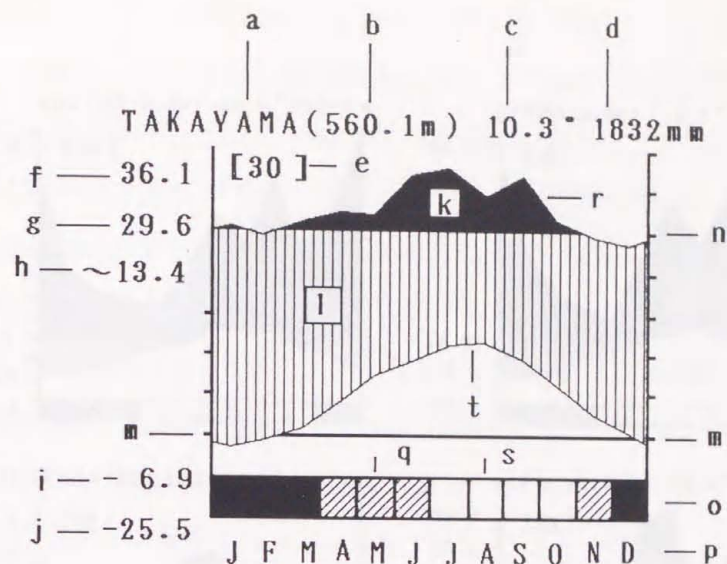 a b c d
TAKAYAMA(560.1m) 10.3° 1832mm
f 36.1 [30] e
k r
g 29.6 n
h ~13.4
l
t
m m
q s
i 6.9 o
j -25.5
J F M A M J J A S O N D p